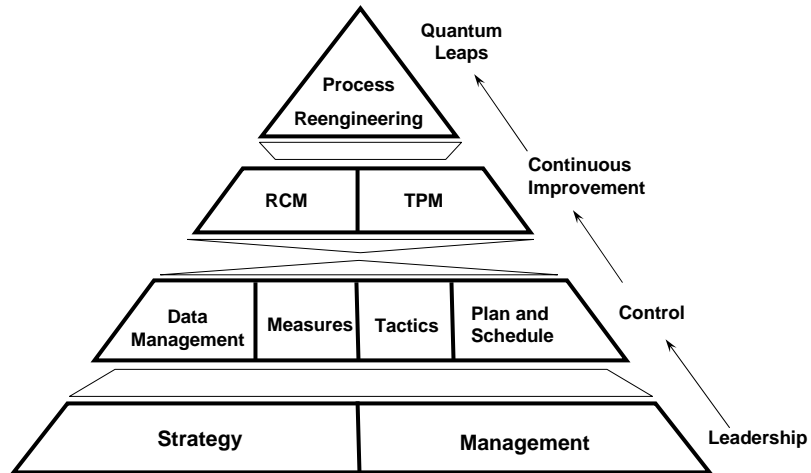 Quantum
Leaps
Process
Reengineering
Continuous
Improvement
RCM
TPM
Data
Management
Measures
Tactics
Plan and
Schedule
Control
Strategy
Management
Leadership